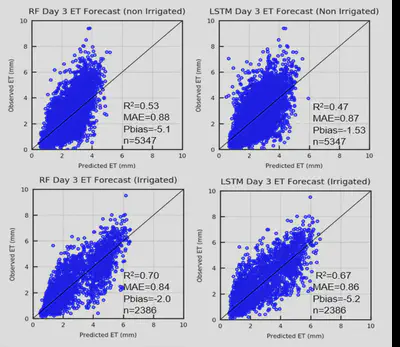 RF Day 3 ET Forecast (non Irrigated)
10
8
6
4
2
0
Observed ET (mm)
R²=0.53
MAE=0.88
Pbias=-5.1
n=5347
0 2 4 6 8 10
Predicted ET (mm)
LSTM Day 3 ET Forecast (Non Irrigated)
10
8
6
4
2
0
Observed ET (mm)
R²=0.47
MAE=0.87
Pbias=-1.53
n=5347
0 2 4 6 8 10
Predicted ET (mm)
RF Day 3 ET Forecast (Irrigated)
10
8
6
4
2
0
Observed ET (mm)
R²=0.70
MAE=0.84
Pbias=-2.0
n=2386
0 2 4 6 8 10
Predicted ET (mm)
LSTM Day 3 ET Forecast (Irrigated)
10
8
6
4
2
0
Observed ET (mm)
R²=0.67
MAE=0.86
Pbias=-5.2
n=2386
0 2 4 6 8 10
Predicted ET (mm)